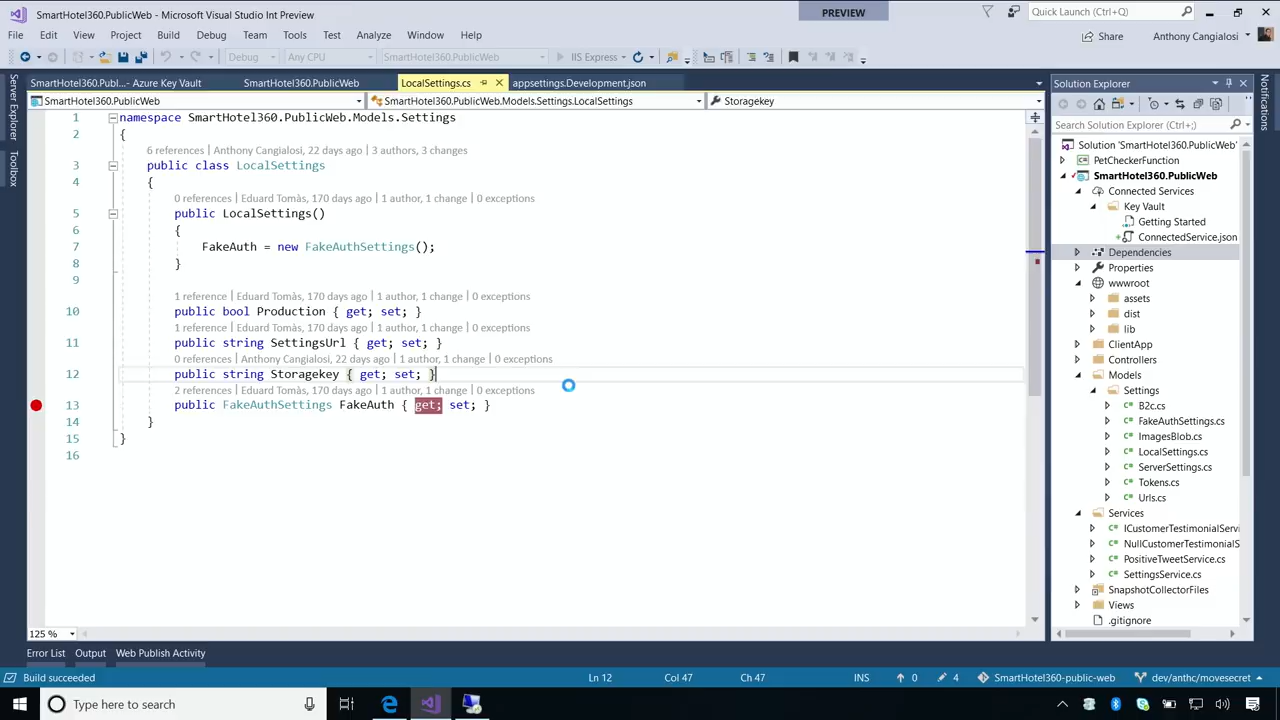 SmartHotel360.PublicWeb - Microsoft Visual Studio Int Preview
PREVIEW
Quick Launch (Ctrl+Q)
File Edit View Project Build Debug Team Tools Test Analyze Window Help
Share
Anthony Cangialosi
Debug Any CPU SmartHotel360.PublicWeb IIS Express
Server Explorer
Toolbox
SmartHotel360.Publ...- Azure Key Vault SmartHotel360.PublicWeb LocalSettings.cs appsettings.Development.json
SmartHotel360.PublicWeb SmartHotel360.PublicWeb.Models.Settings.LocalSettings Storagekey
1 namespace SmartHotel360.PublicWeb.Models.Settings
2 {
6 references | Anthony Cangialosi, 22 days ago | 3 authors, 3 changes
3 public class LocalSettings
4 {
0 references | Eduard Tomàs, 170 days ago | 1 author, 1 change | 0 exceptions
5 public LocalSettings()
6 {
7 FakeAuth = new FakeAuthSettings();
8 }
9
1 reference | Eduard Tomàs, 170 days ago | 1 author, 1 change | 0 exceptions
10 public bool Production { get; set; }
1 reference | Eduard Tomàs, 170 days ago | 1 author, 1 change | 0 exceptions
11 public string SettingsUrl { get; set; }
0 references | Anthony Cangialosi, 22 days ago | 1 author, 1 change | 0 exceptions
12 public string Storagekey { get; set; }
2 references | Eduard Tomàs, 170 days ago | 1 author, 1 change | 0 exceptions
13 public FakeAuthSettings FakeAuth { get; set; }
14 }
15 }
16
125 %
Solution Explorer
Search Solution Explorer (Ctrl+;)
Solution 'SmartHotel360.PublicWeb'
PetCheckerFunction
SmartHotel360.PublicWeb
Connected Services
Key Vault
Getting Started
ConnectedService.json
Dependencies
Properties
wwwroot
assets
dist
lib
ClientApp
Controllers
Models
Settings
B2c.cs
FakeAuthSettings.cs
ImagesBlob.cs
LocalSettings.cs
ServerSettings.cs
Tokens.cs
Urls.cs
Services
ICustomerTestimonialServi
NullCustomerTestimonialS
PositiveTweetService.cs
SettingsService.cs
SnapshotCollectorFiles
Views
.gitignore
Notifications
Error List Output Web Publish Activity
Build succeeded Ln 12 Col 47 Ch 47 INS 0 4 SmartHotel360-public-web dev/anthc/movesecret
Type here to search